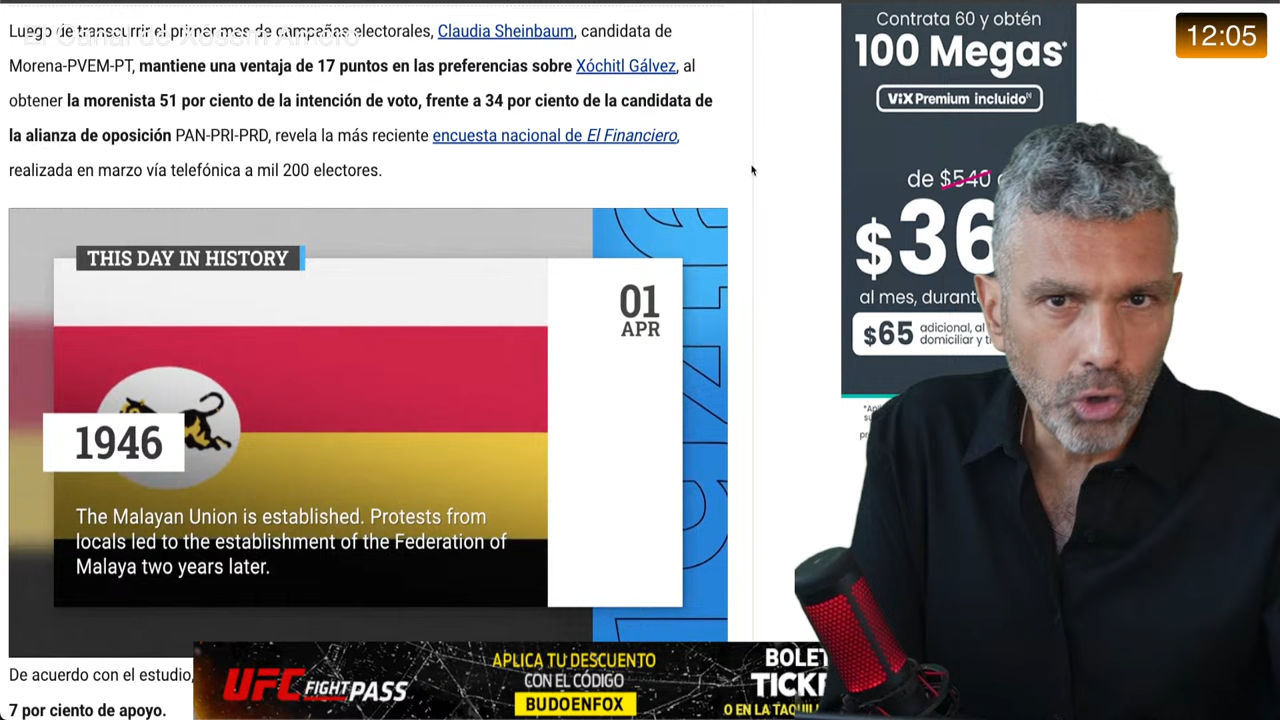 Luego de transcurrir el primer mes de campañas electorales, Claudia Sheinbaum, candidata de
Morena-PVEM-PT, mantiene una ventaja de 17 puntos en las preferencias sobre Xóchitl Gálvez, al
obtener la morenista 51 por ciento de la intención de voto, frente a 34 por ciento de la candidata de
la alianza de oposición PAN-PRI-PRD, revela la más reciente encuesta nacional de El Financiero,
realizada en marzo vía telefónica a mil 200 electores.
THIS DAY IN HISTORY
01
APR
1946
The Malayan Union is established. Protests from
locals led to the establishment of the Federation of
Malaya two years later.
De acuerdo con el estudio,
7 por ciento de apoyo.
Contrata 60 y obtén
100 Megas*
ViX Premium incluido
de $540
$36
al mes, durant
$65 adicional, al
domiciliar y t
12:05
UFC FIGHT PASS
APLICA TU DESCUENTO
CON EL CÓDIGO
BUDOENFOX
BOLET
TICK
O EN LA TAQUIL